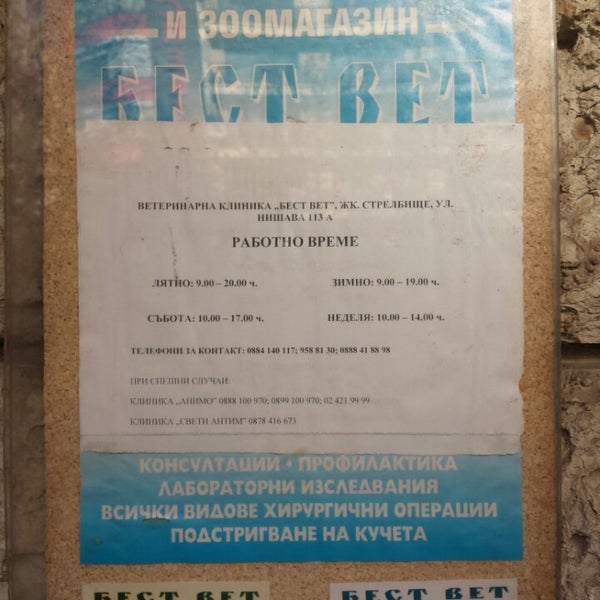 И ЗООМАГАЗИН
БЕСТ ВЕТ
ВЕТЕРИНАРНА КЛИНИКА „БЕСТ ВЕТ”, ЖК. СТРЕЛБИЩЕ, УЛ.
НИШАВА 113 А
РАБОТНО ВРЕМЕ
ЛЯТНО: 9.00 – 20.00 ч. ЗИМНО: 9.00 – 19.00 ч.
СЪБОТА: 10.00 – 17.00 ч. НЕДЕЛЯ: 10.00 – 14.00 ч.
ТЕЛЕФОНИ ЗА КОНТАКТ: 0884 140 117; 958 81 30; 0888 41 88 98
ПРИ СПЕШНИ СЛУЧАИ:
КЛИНИКА „АНИМО” 0888 100 970; 0899 100 970; 02 421 99 99
КЛИНИКА „СВЕТИ АНТИМ” 0878 416 673
КОНСУЛТАЦИИ • ПРОФИЛАКТИКА
ЛАБОРАТОРНИ ИЗСЛЕДВАНИЯ
ВСИЧКИ ВИДОВЕ ХИРУРГИЧНИ ОПЕРАЦИИ
ПОДСТРИГВАНЕ НА КУЧЕТА
БЕСТ ВЕТ БЕСТ ВЕТ